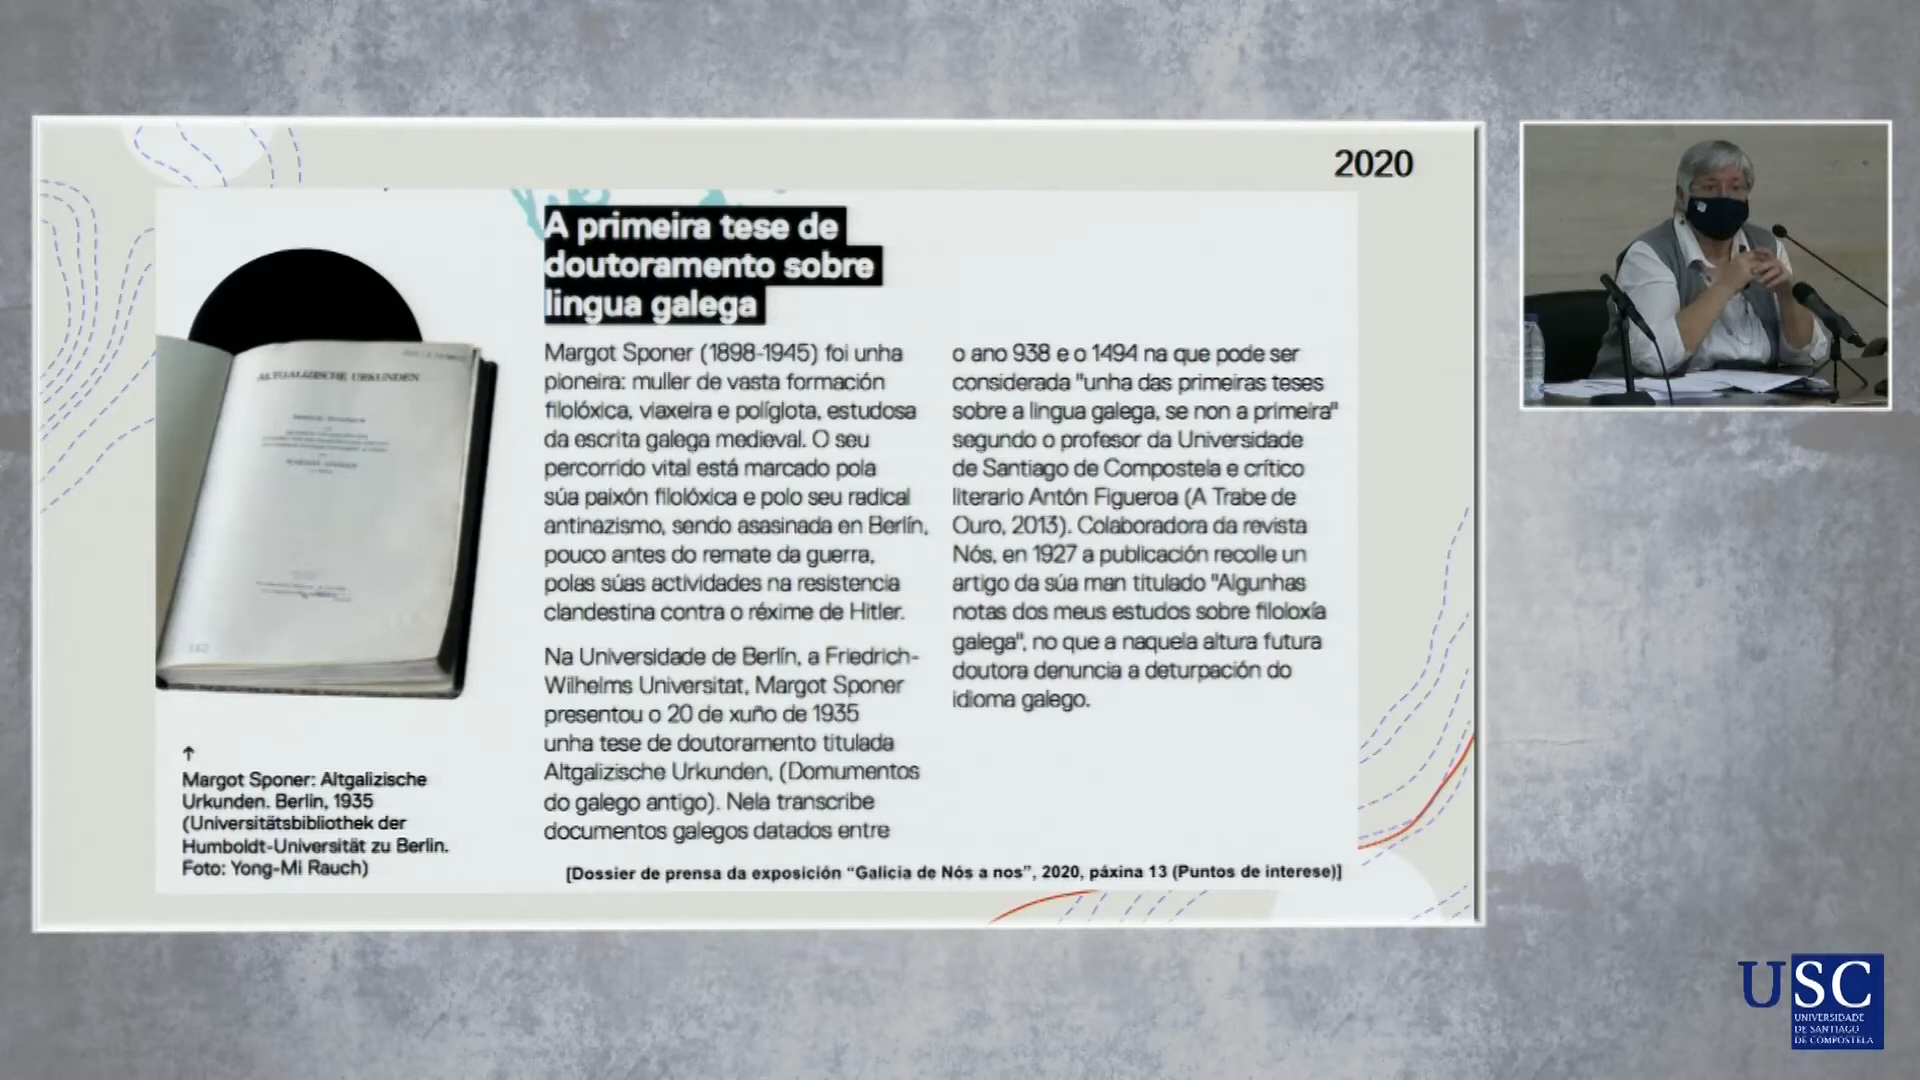 2020
A primeira tese de
doutoramento sobre
lingua galega
ALTGALIZISCHE URKUNDEN
Margot Sponer: Altgalizische
Urkunden. Berlin, 1935
(Universitätsbibliothek der
Humboldt-Universität zu Berlin.
Foto: Yong-Mi Rauch)
Margot Sponer (1898-1945) foi unha
pioneira: muller de vasta formación
filolóxica, viaxeira e políglota, estudosa
da escrita galega medieval. O seu
percorrido vital está marcado pola
súa paixón filolóxica e polo seu radical
antinazismo, sendo asasinada en Berlín,
pouco antes do remate da guerra,
polas súas actividades na resistencia
clandestina contra o réxime de Hitler.
Na Universidade de Berlín, a Friedrich-
Wilhelms Universitat, Margot Sponer
presentou o 20 de xuño de 1935
unha tese de doutoramento titulada
Altgalizische Urkunden, (Domumentos
do galego antigo). Nela transcribe
documentos galegos datados entre
o ano 938 e o 1494 na que pode ser
considerada "unha das primeiras teses
sobre a lingua galega, se non a primeira"
segundo o profesor da Universidade
de Santiago de Compostela e crítico
literario Antón Figueroa (A Trabe de
Ouro, 2013). Colaboradora da revista
Nós, en 1927 a publicación recolle un
artigo da súa man titulado "Algunhas
notas dos meus estudos sobre filoloxía
galega", no que a naquela altura futura
doutora denuncia a deturpación do
idioma galego.
[Dossier de prensa da exposición “Galicia de Nós a nos”, 2020, páxina 13 (Puntos de interese)]
USC
UNIVERSIDADE
DE SANTIAGO
DE COMPOSTELA